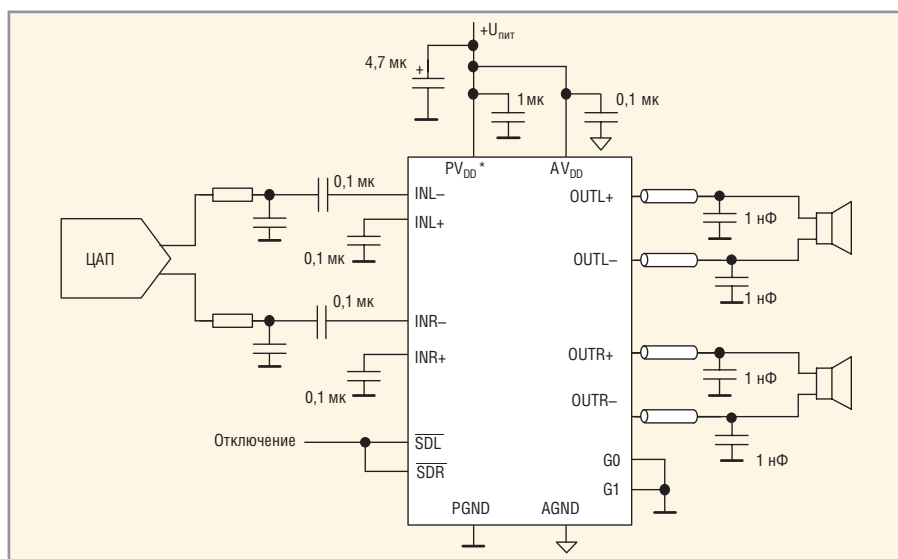 +Uпит
4,7 мк
+
1мк
0,1 мк
PVDD*
AVDD
0,1 мк
INL–
OUTL+
INL+
1 нФ
ЦАП
0,1 мк
OUTL–
0,1 мк
1 нФ
INR–
INR+
OUTR+
0,1 мк
1 нФ
OUTR–
Отключение
SDL
SDR
1 нФ
G0
G1
PGND
AGND